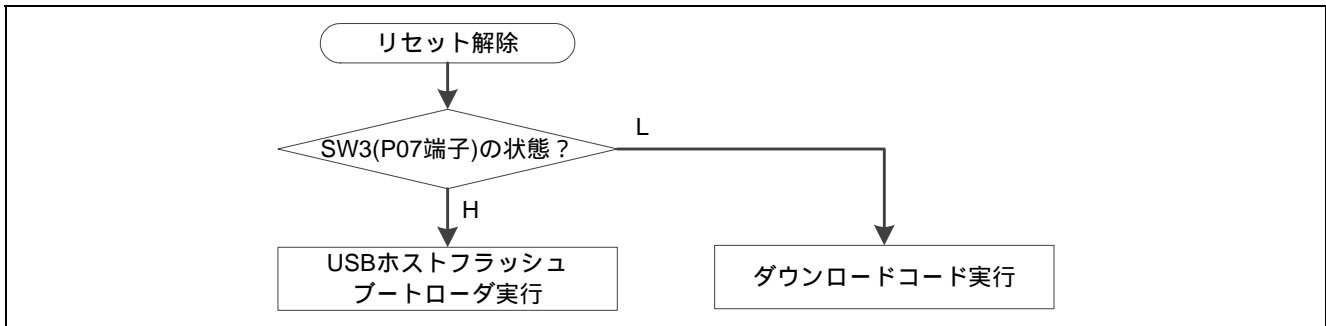 リセット解除
SW3(P07端子)の状態？
L
H
USBホストフラッシュ
ブートローダ実行
ダウンロードコード実行